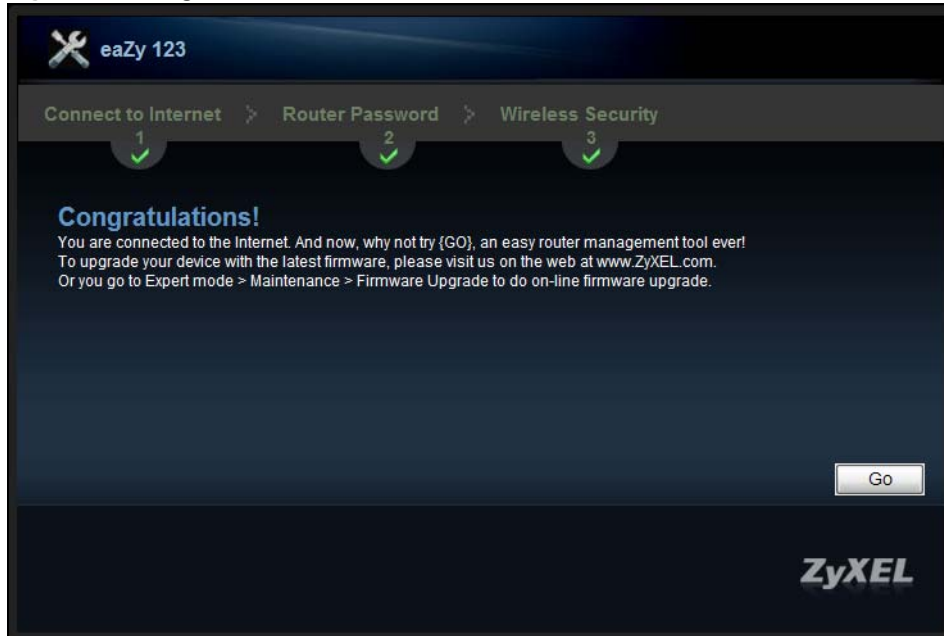 eaZy 123
Connect to Internet > Router Password > Wireless Security
1 2 3
Congratulations!
You are connected to the Internet. And now, why not try {GO}, an easy router management tool ever!
To upgrade your device with the latest firmware, please visit us on the web at www.ZyXEL.com.
Or you go to Expert mode > Maintenance > Firmware Upgrade to do on-line firmware upgrade.
Go
ZyXEL